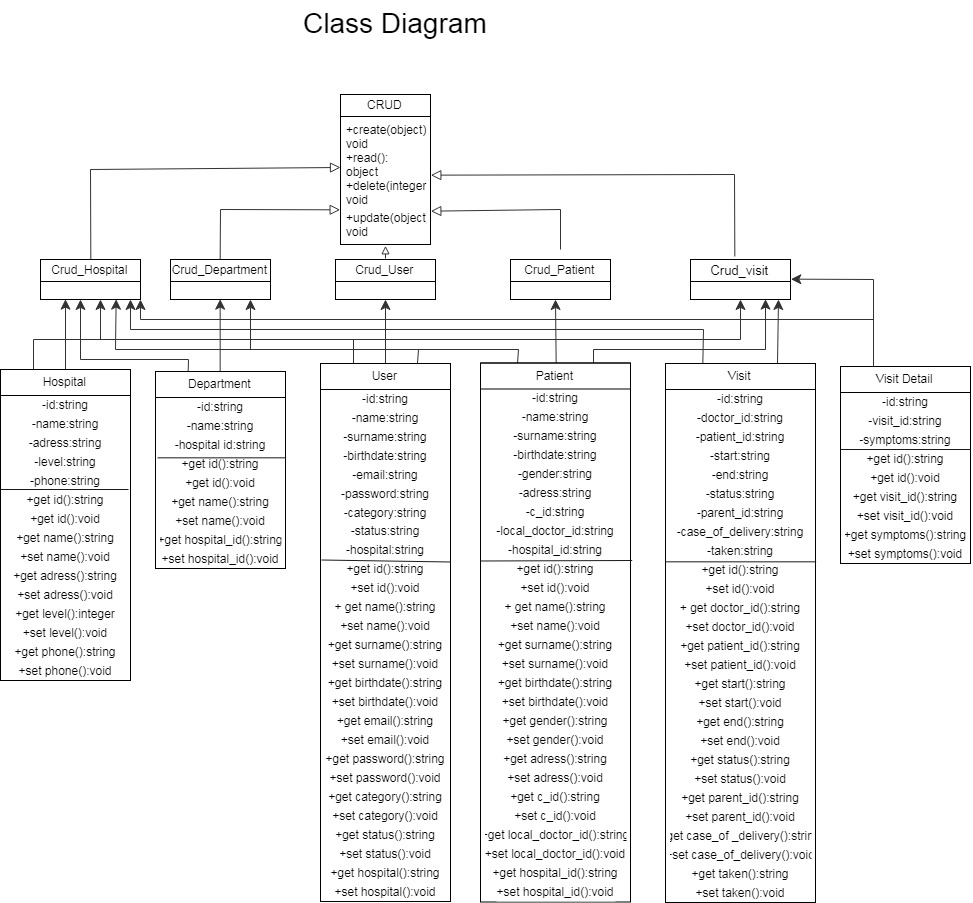 Class Diagram
CRUD
+create(object)
void
+read():
object
+delete(integer
void
+update(object
void
Crud_Hospital
Crud_Department
Crud_User
Crud_Patient
Crud_visit
Hospital
-id:string
-name:string
-adress:string
-level:string
-phone:string
+get id():string
+get id():void
+get name():string
+set name():void
+get adress():string
+set adress():void
+get level():integer
+set level():void
+get phone():string
+set phone():void
Department
-id:string
-name:string
-hospital id:string
+get id():string
+get id():void
+get name():string
+set name():void
+get hospital_id():string
+set hospital_id():void
User
-id:string
-name:string
-surname:string
-birthdate:string
-email:string
-password:string
-category:string
-status:string
-hospital:string
+get id():string
+set id():void
+ get name():string
+set name():void
+get surname():string
+set surname():void
+get birthdate():string
+set birthdate():void
+get email():string
+set email():void
+get password():string
+set password():void
+get category():string
+set category():void
+get status():string
+set status():void
+get hospital():string
+set hospital():void
Patient
-id:string
-name:string
-surname:string
-birthdate:string
-gender:string
-adress:string
-c_id:string
-local_doctor_id:string
-hospital_id:string
+get id():string
+set id():void
+ get name():string
+set name():void
+get surname():string
+set surname():void
+get birthdate():string
+set birthdate():void
+get gender():string
+set gender():void
+get adress():string
+set adress():void
+get c_id():string
+set c_id():void
-get local_doctor_id():string
+set local_doctor_id():void
+get hospital_id():string
+set hospital_id():void
Visit
-id:string
-doctor_id:string
-patient_id:string
-start:string
-end:string
-status:string
-parent_id:string
-case_of_delivery:string
-taken:string
+get id():string
+set id():void
+ get doctor_id():string
+set doctor_id():void
+get patient_id():string
+set patient_id():void
+get start():string
+set start():void
+get end():string
+set end():void
+get status():string
+set status():void
+get parent_id():string
+set parent_id():void
get case_of _delivery():strin
-set case_of_delivery():void
+get taken():string
+set taken():void
Visit Detail
-id:string
-visit_id:string
-symptoms:string
+get id():string
+get id():void
+get visit_id():string
+set visit_id():void
+get symptoms():string
+set symptoms():void